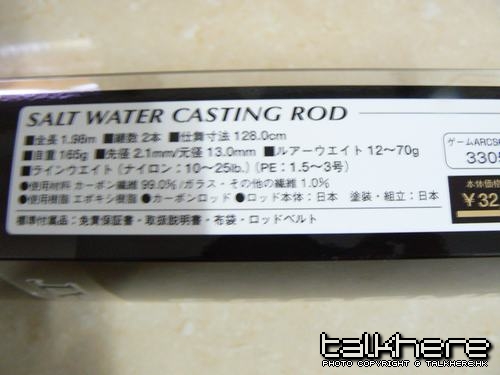 SALT WATER CASTING ROD
■全長 1.96m ■継数 2本 ■仕舞寸法 128.0cm
■自重 166g ■先径 2.1mm/元径 13.0mm ■ルアーウエイト 12〜70g
■ラインウエイト (ナイロン:10〜25lb.) (PE:1.5〜3号)
●使用材料 カーボン繊維 99.0%/ガラス・その他の繊維 1.0%
●使用樹脂 エポキシ樹脂 ●カーボンロッド ●ロッド本体:日本 塗装・組立:日本
標準付属品:免責保証書・取扱説明書・布袋・ロッドベルト
ゲームARCS
3305
本体価格
¥32
talkhere
PHOTO COPYRIGHT © TALKHERE.HK